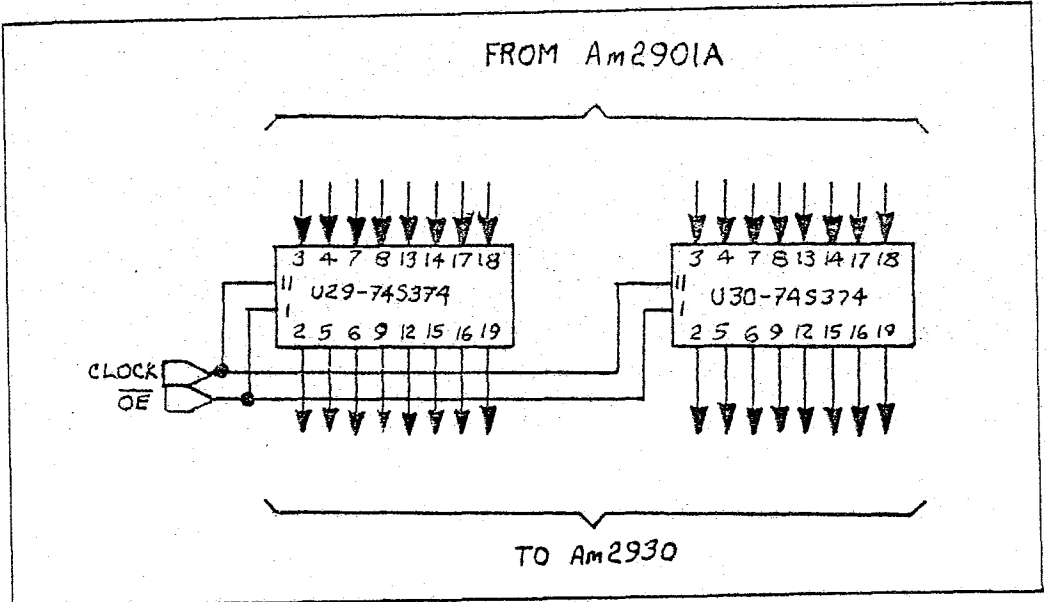 FROM Am2901A
3 4 7 8 13 14 17 18
3 4 7 8 13 14 17 18
11
U29-74S374
11
U30-74S374
1
1
2 5 6 9 12 15 16 19
2 5 6 9 12 15 16 19
CLOCK
OE
TO Am2930